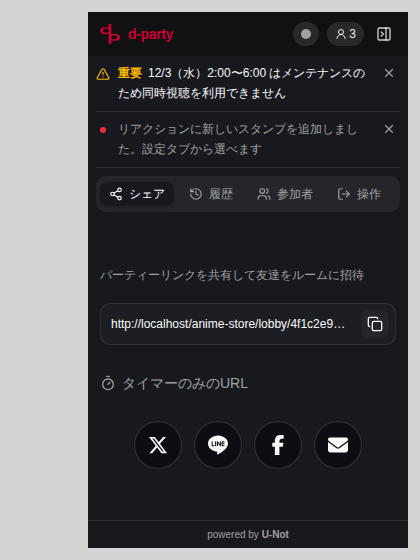 d-party
3
重要 12/3（水）2:00〜6:00 はメンテナンスの
ため同時視聴を利用できません
リアクションに新しいスタンプを追加しまし
た。設定タブから選べます
シェア 履歴 参加者 操作
パーティーリンクを共有して友達をルームに招待
http://localhost/anime-store/lobby/4f1c2e9…
タイマーのみのURL
LINE
powered by U-Not